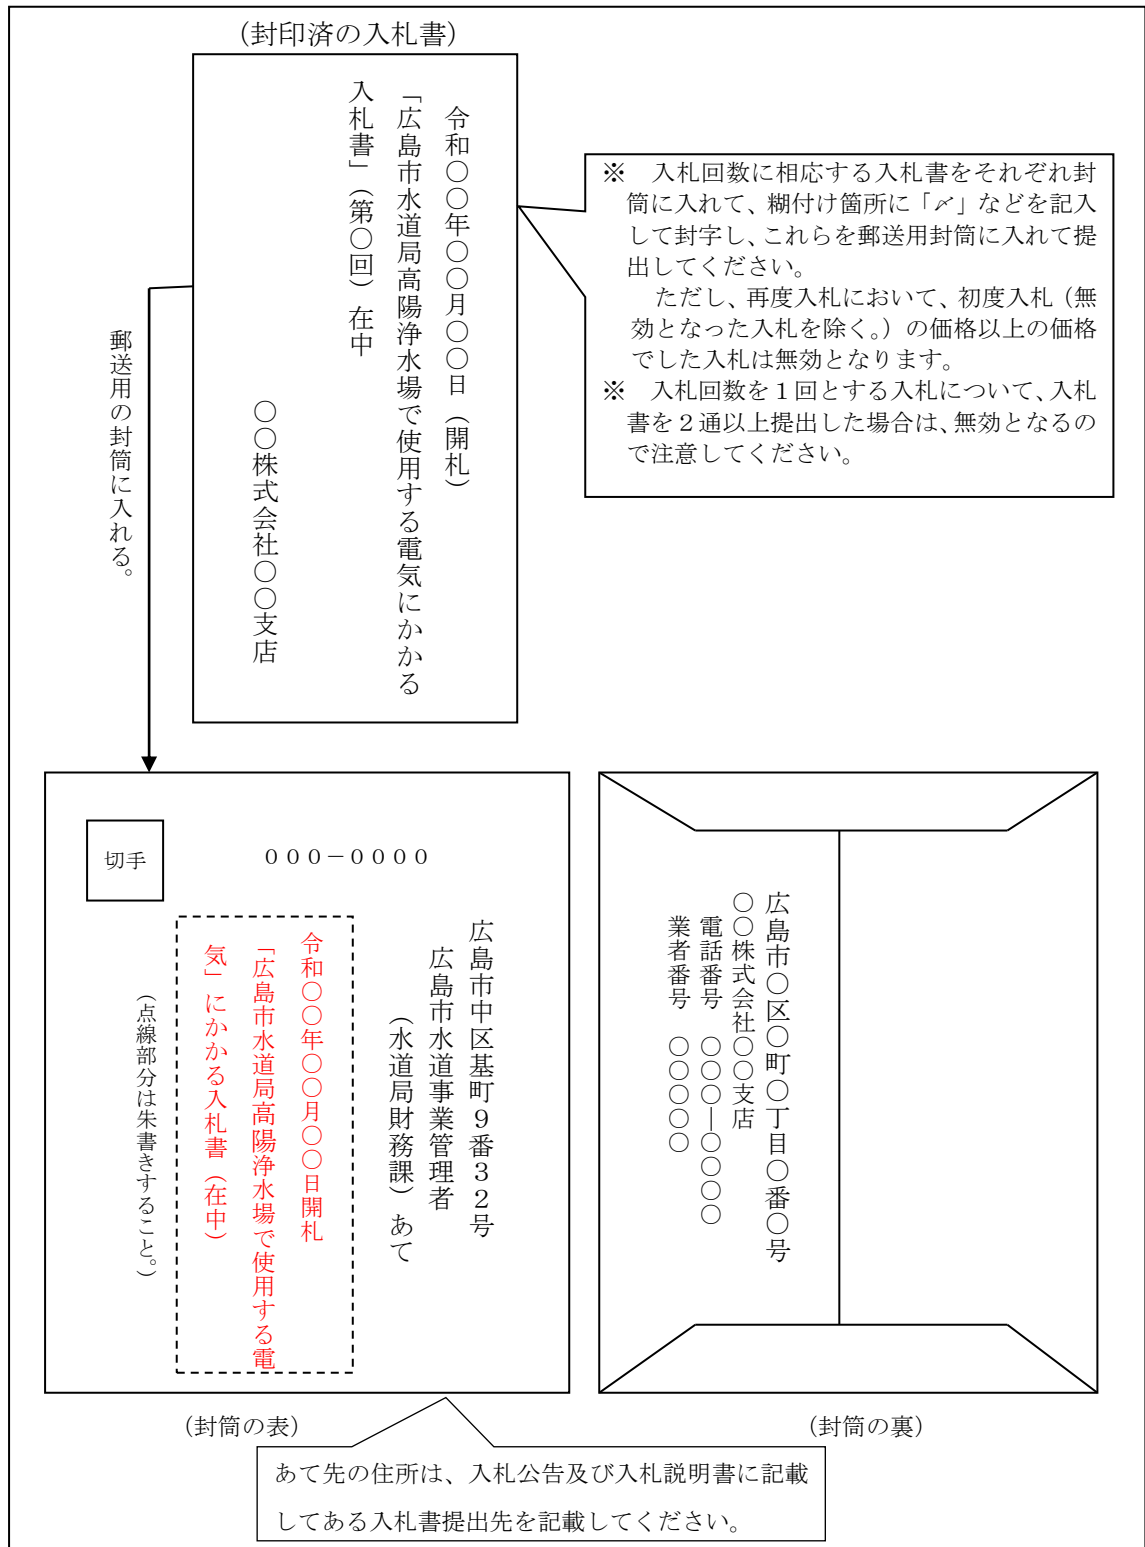 （封印済の入札書）
令和〇〇年〇〇月〇〇日（開札）
「広島市水道局高陽浄水場で使用する電気にかかる
入札書」（第〇回）在中
〇〇株式会社〇〇支店
※　入札回数に相応する入札書をそれぞれ封
筒に入れて、糊付け箇所に「〆」などを記入
して封字し、これらを郵送用封筒に入れて提
出してください。
ただし、再度入札において、初度入札（無
効となった入札を除く。）の価格以上の価格
でした入札は無効となります。
※　入札回数を１回とする入札について、入札
書を２通以上提出した場合は、無効となるの
で注意してください。
郵送用の封筒に入れる。
切手
０００－００００
広島市中区基町９番３２号
広島市水道事業管理者
（水道局財務課）あて
令和〇〇年〇〇月〇〇日開札
「広島市水道局高陽浄水場で使用する電
気」にかかる入札書（在中）
（点線部分は朱書きすること。）
広島市〇区〇町〇丁目〇番〇号
〇〇株式会社〇〇支店
電話番号　〇〇〇―〇〇〇〇
業者番号　〇〇〇〇〇
（封筒の表）
（封筒の裏）
あて先の住所は、入札公告及び入札説明書に記載
してある入札書提出先を記載してください。